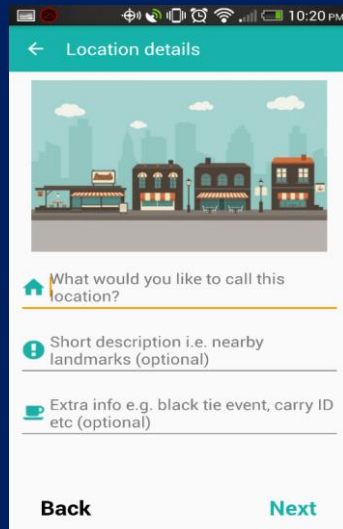 10:20 PM
Location details
What would you like to call this
location?
Short description i.e. nearby
landmarks (optional)
Extra info e.g. black tie event, carry ID
etc (optional)
Back
Next